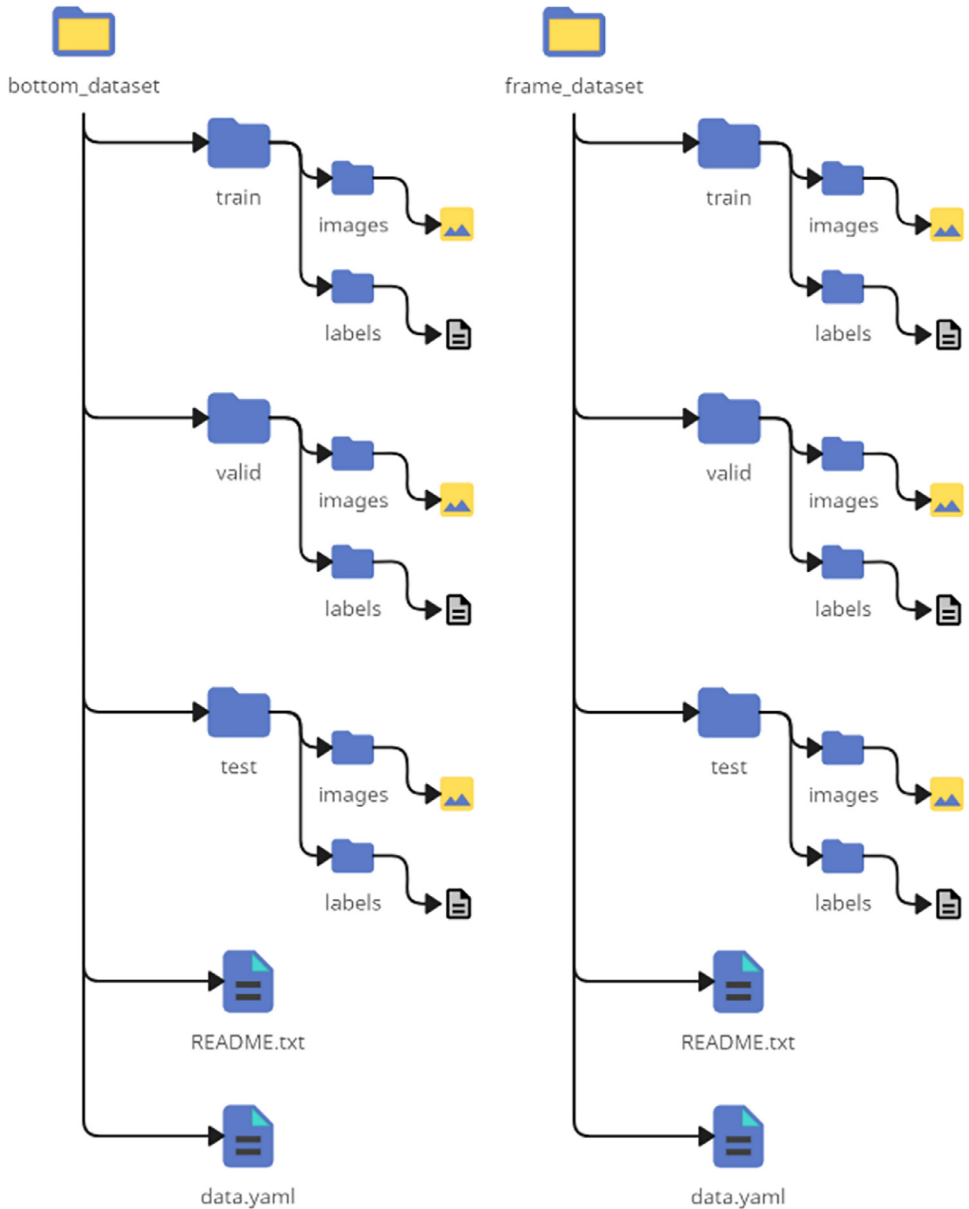 bottom_dataset
train
images
labels
valid
images
labels
test
images
labels
README.txt
data.yaml
frame_dataset
train
images
labels
valid
images
labels
test
images
labels
README.txt
data.yaml